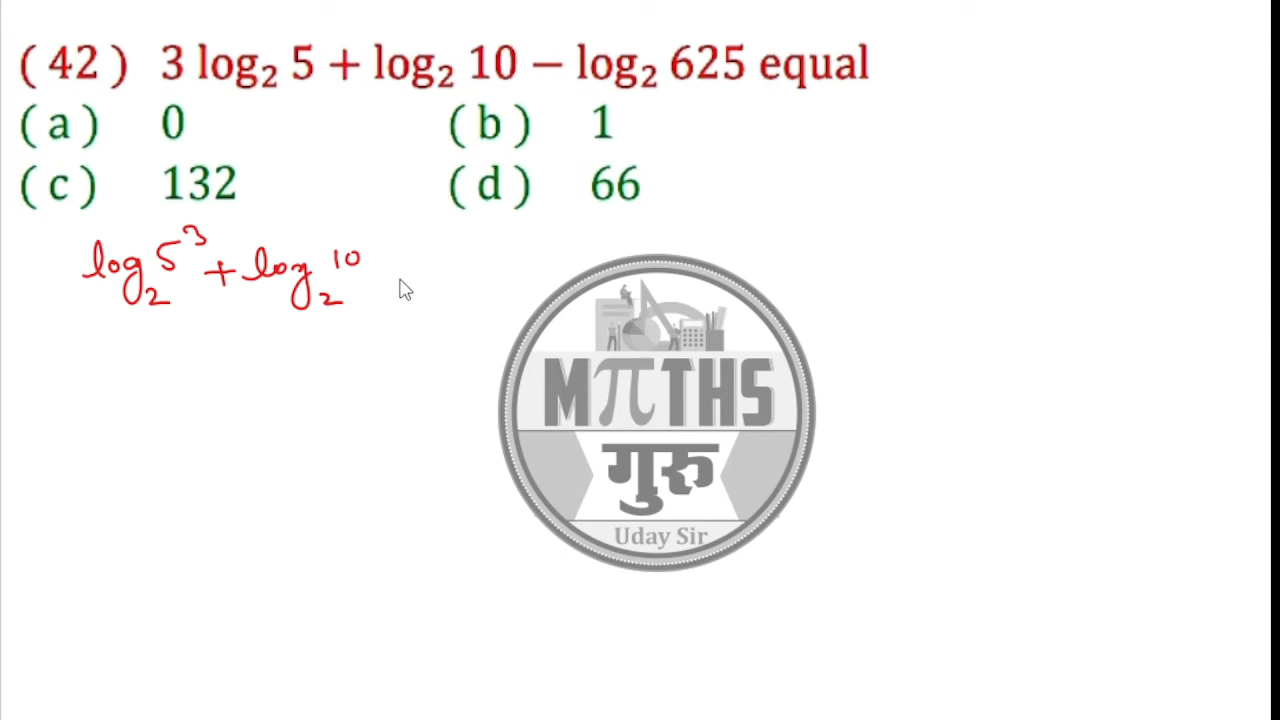 ( 42 ) 3 log₂ 5 + log₂ 10 − log₂ 625 equal
( a ) 0 ( b ) 1
( c ) 132 ( d ) 66
log₂ 5³ + log₂ 10
MπTHS
गुरु
Uday Sir